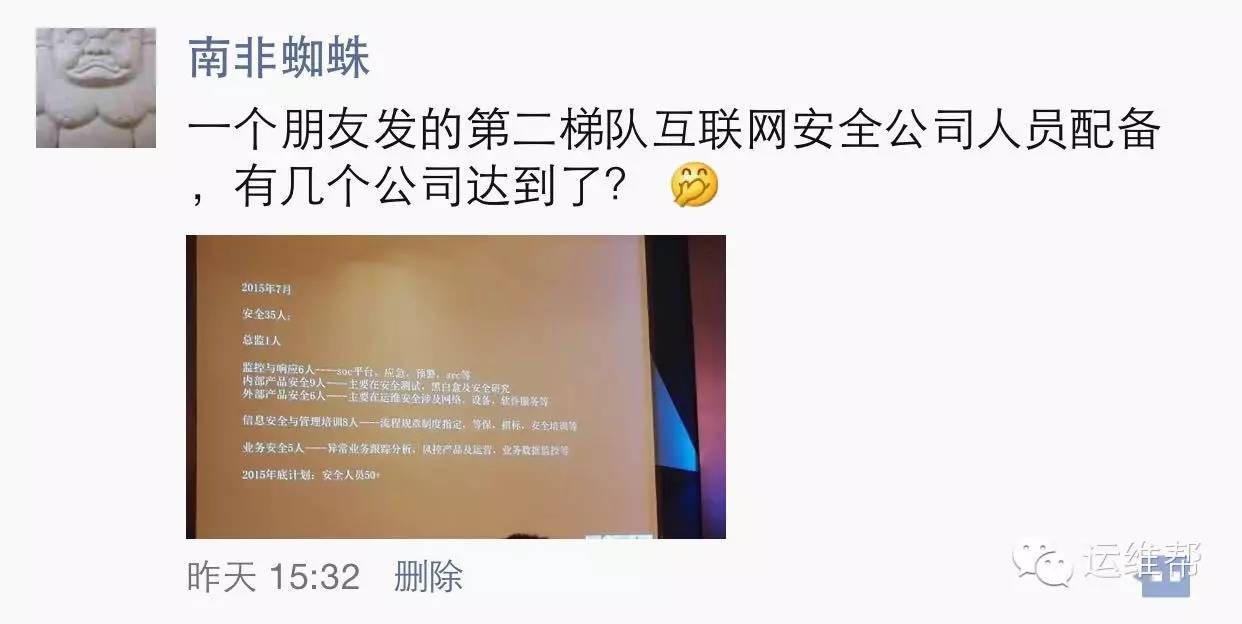 南非蜘蛛
一个朋友发的第二梯队互联网安全公司人员配备
，有几个公司达到了？
2015年7月
安全35人：
总监1人
监控与响应6人——soc平台、应急、预警、src等
内部产品安全9人——主要在安全测试，黑白盒及安全研究
外部产品安全6人——主要在运维安全涉及网络、设备、软件服务等
信息安全与管理培训8人——流程规章制度指定，等保，招标，安全培训等
业务安全5人——异常业务跟踪分析，风控产品及运营，业务数据监控等
2015年底计划：安全人员50+
昨天 15:32 删除
运维帮